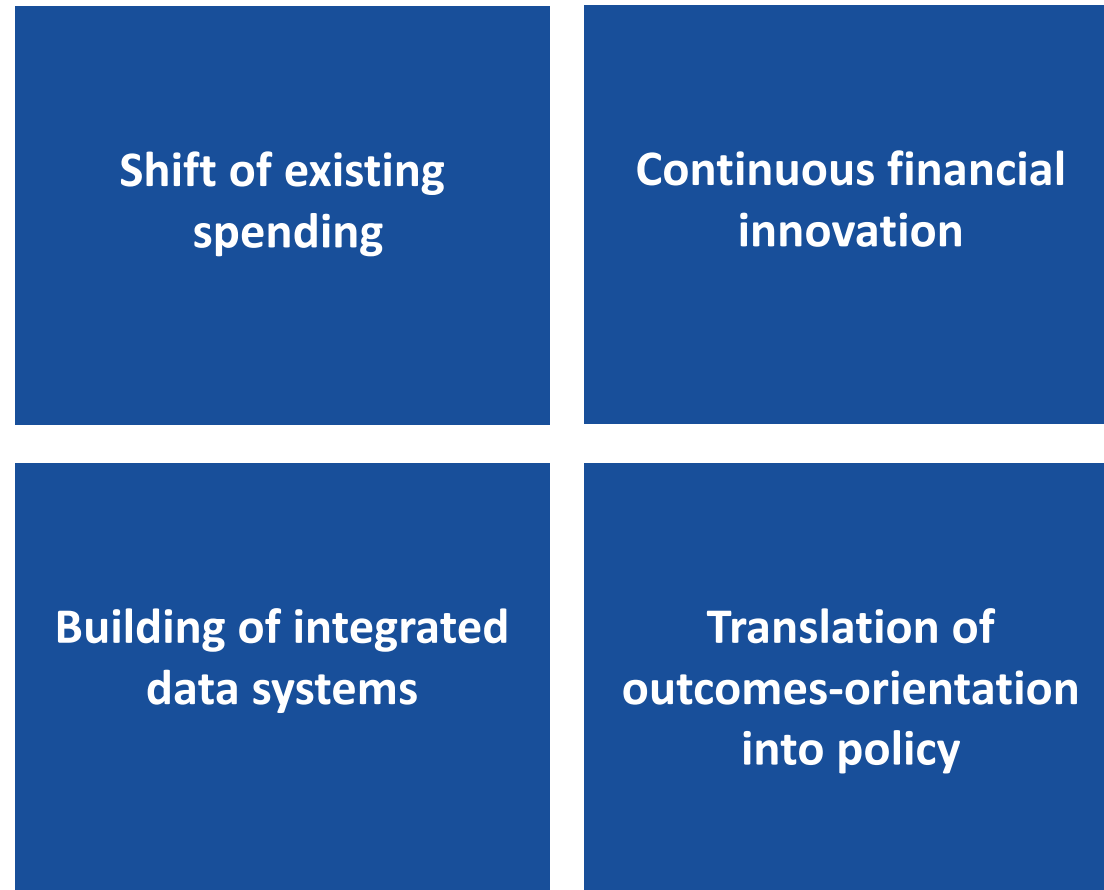 Shift of existing
spending
Continuous financial
innovation
Building of integrated
data systems
Translation of
outcomes-orientation
into policy